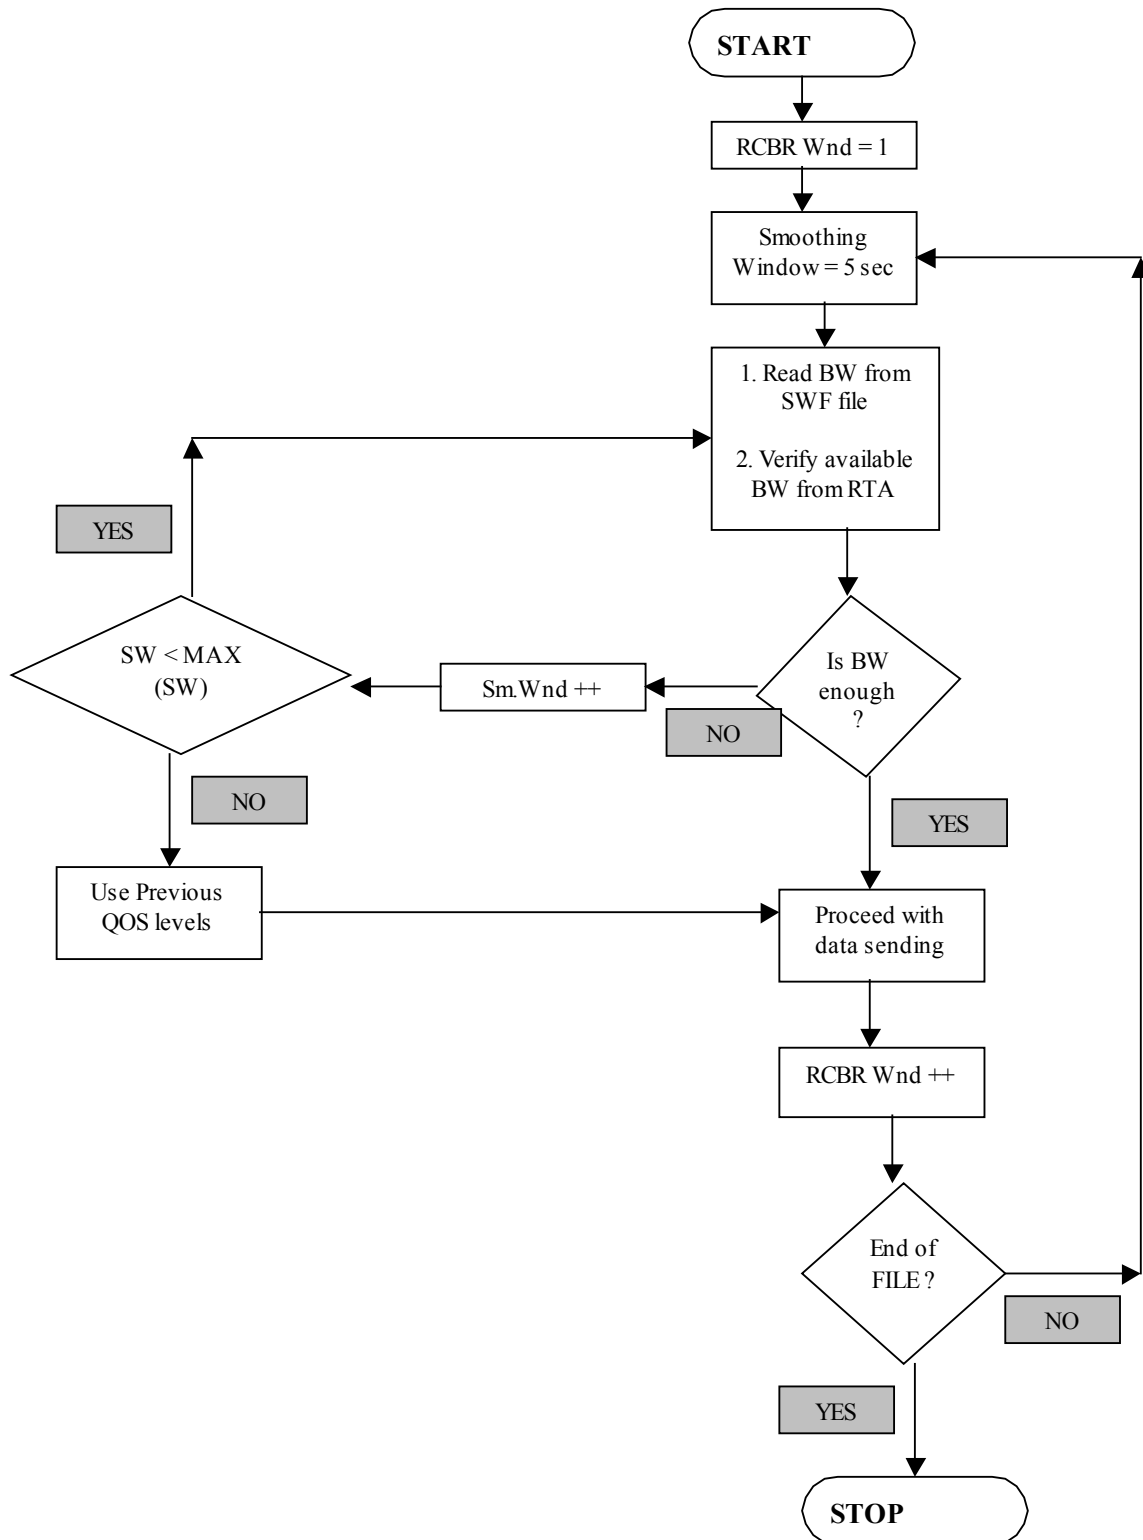 START
RCBR Wnd = 1
Smoothing
Window = 5 sec
1. Read BW from
SWF file
2. Verify available
BW from RTA
YES
SW < MAX
(SW)
Sm.Wnd ++
Is BW
enough
?
NO
NO
YES
Use Previous
QOS levels
Proceed with
data sending
RCBR Wnd ++
End of
FILE ?
NO
YES
STOP